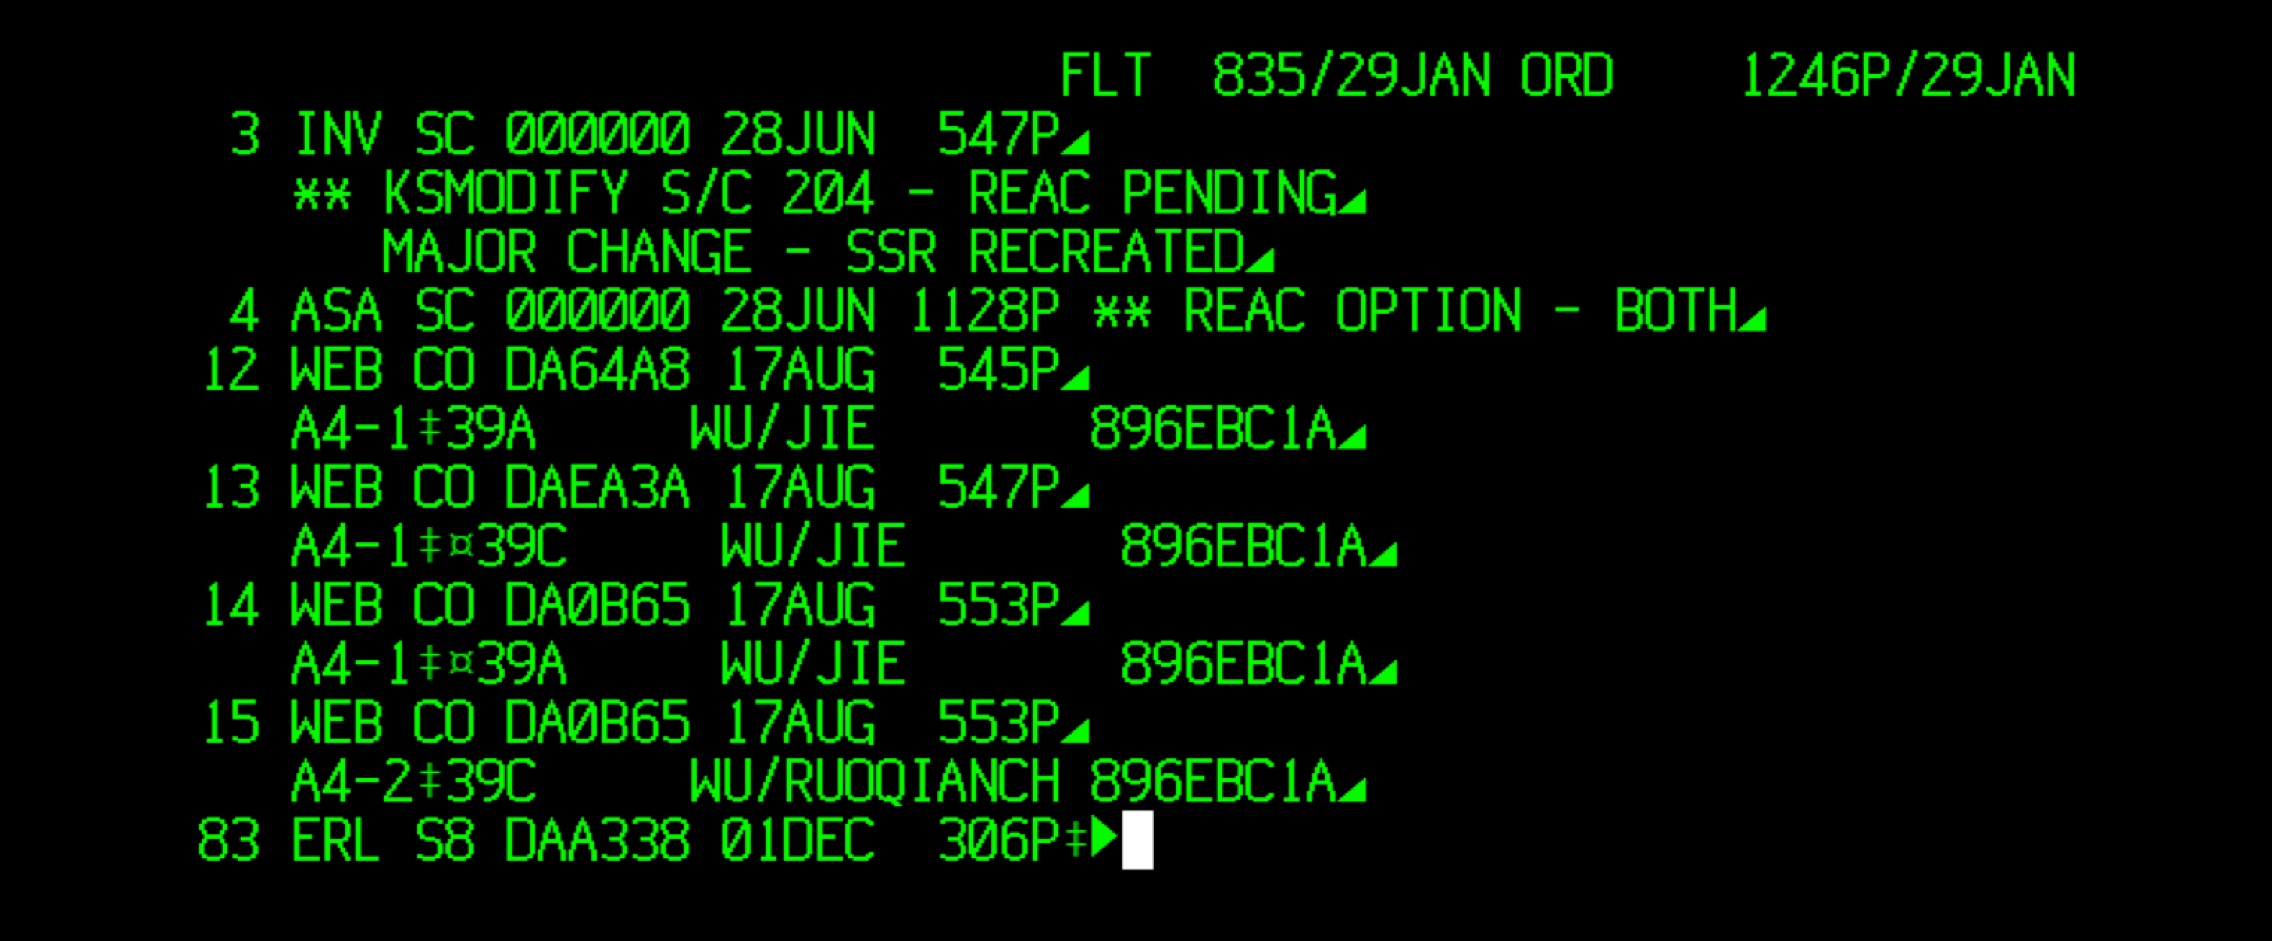 FLT  835/29JAN ORD    1246P/29JAN
3 INV SC 000000 28JUN  547P◢
** KSMODIFY S/C 204 - REAC PENDING◢
MAJOR CHANGE - SSR RECREATED◢
4 ASA SC 000000 28JUN 1128P ** REAC OPTION - BOTH◢
12 WEB CO DA64A8 17AUG  545P◢
A4-1‡39A     WU/JIE       896EBC1A◢
13 WEB CO DAEA3A 17AUG  547P◢
A4-1‡¤39C     WU/JIE       896EBC1A◢
14 WEB CO DA0B65 17AUG  553P◢
A4-1‡¤39A     WU/JIE       896EBC1A◢
15 WEB CO DA0B65 17AUG  553P◢
A4-2‡39C     WU/RUOQIANCH 896EBC1A◢
83 ERL S8 DAA338 01DEC  306P‡▶